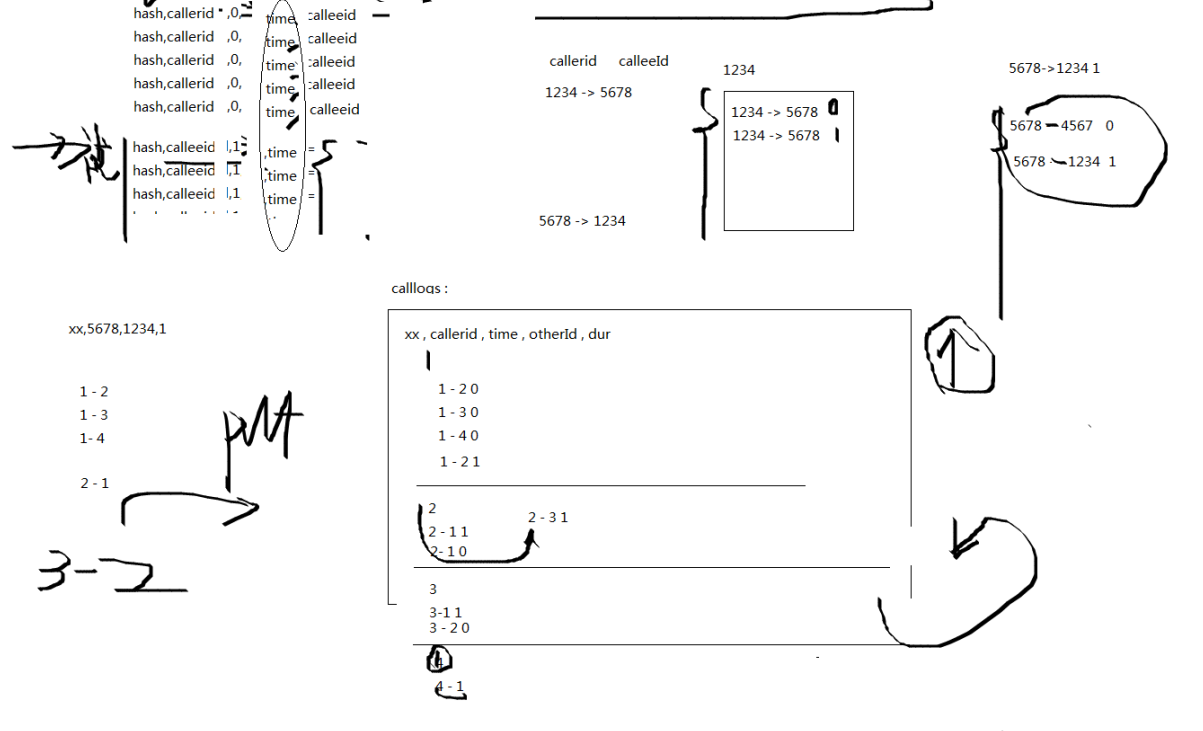 hash,callerid ,0, time, calleeid
hash,callerid ,0, time, calleeid
hash,callerid ,0, time, calleeid
hash,callerid ,0, time, calleeid
hash,callerid ,0, time, calleeid
hash,calleeid ,1 ,time =
hash,calleeid ,1 ,time =
hash,calleeid ,1 ,time =
callerid calleeId
1234 -> 5678
5678 -> 1234
1234
1234 -> 5678 0
1234 -> 5678 1
5678->1234 1
5678 - 4567 0
5678 - 1234 1
xx,5678,1234,1
1 - 2
1 - 3
1- 4
2 - 1
put
3-2
calllogs :
xx , callerid , time , otherId , dur
1
1 - 2 0
1 - 3 0
1 - 4 0
1 - 2 1
2
2 - 3 1
2 - 1 1
2- 1 0
3
3-1 1
3 - 2 0
4 - 1